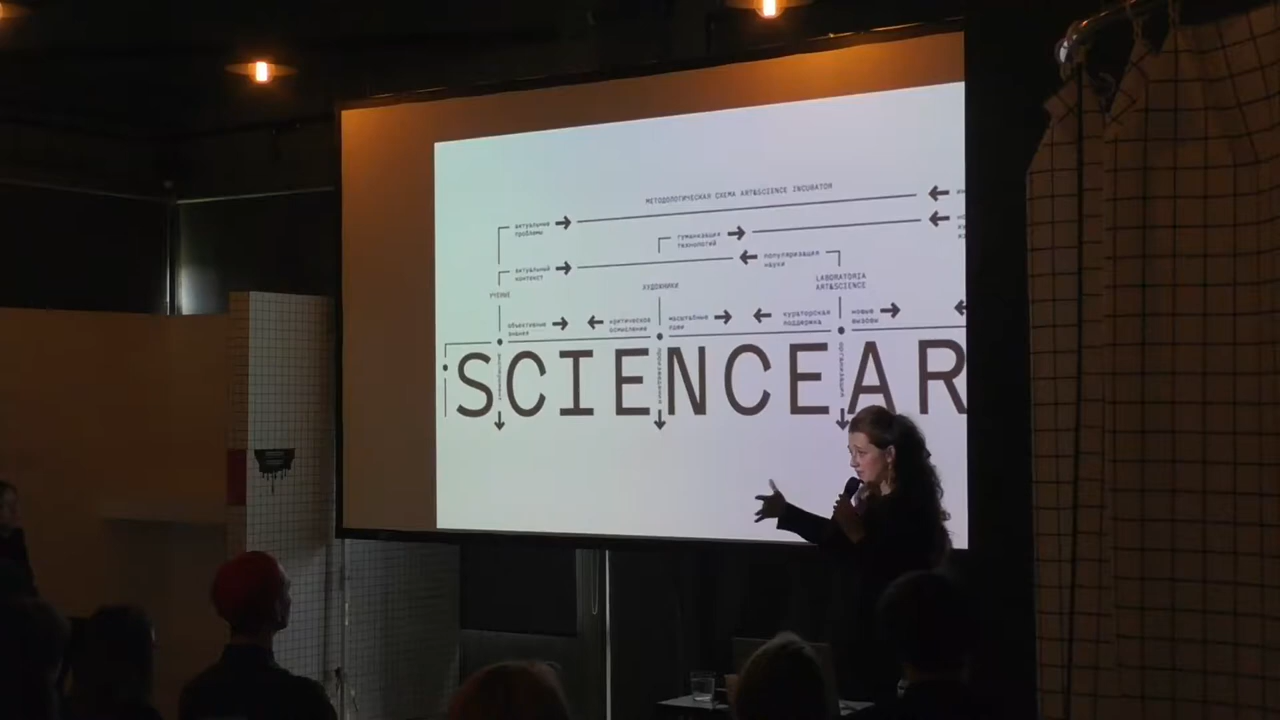 МЕТОДОЛОГИЧЕСКАЯ СХЕМА ART&SCIENCE INCUBATOR
актуальные
проблемы
гуманизация
технологий
популяризация
науки
актуальный
контекст
LABORATORIA
ART&SCIENCE
УЧЕНЫЕ
ХУДОЖНИКИ
объективные
знания
критическое
осмысление
масштабные
идеи
кураторская
поддержка
новые
вызовы
SCIENCEAR